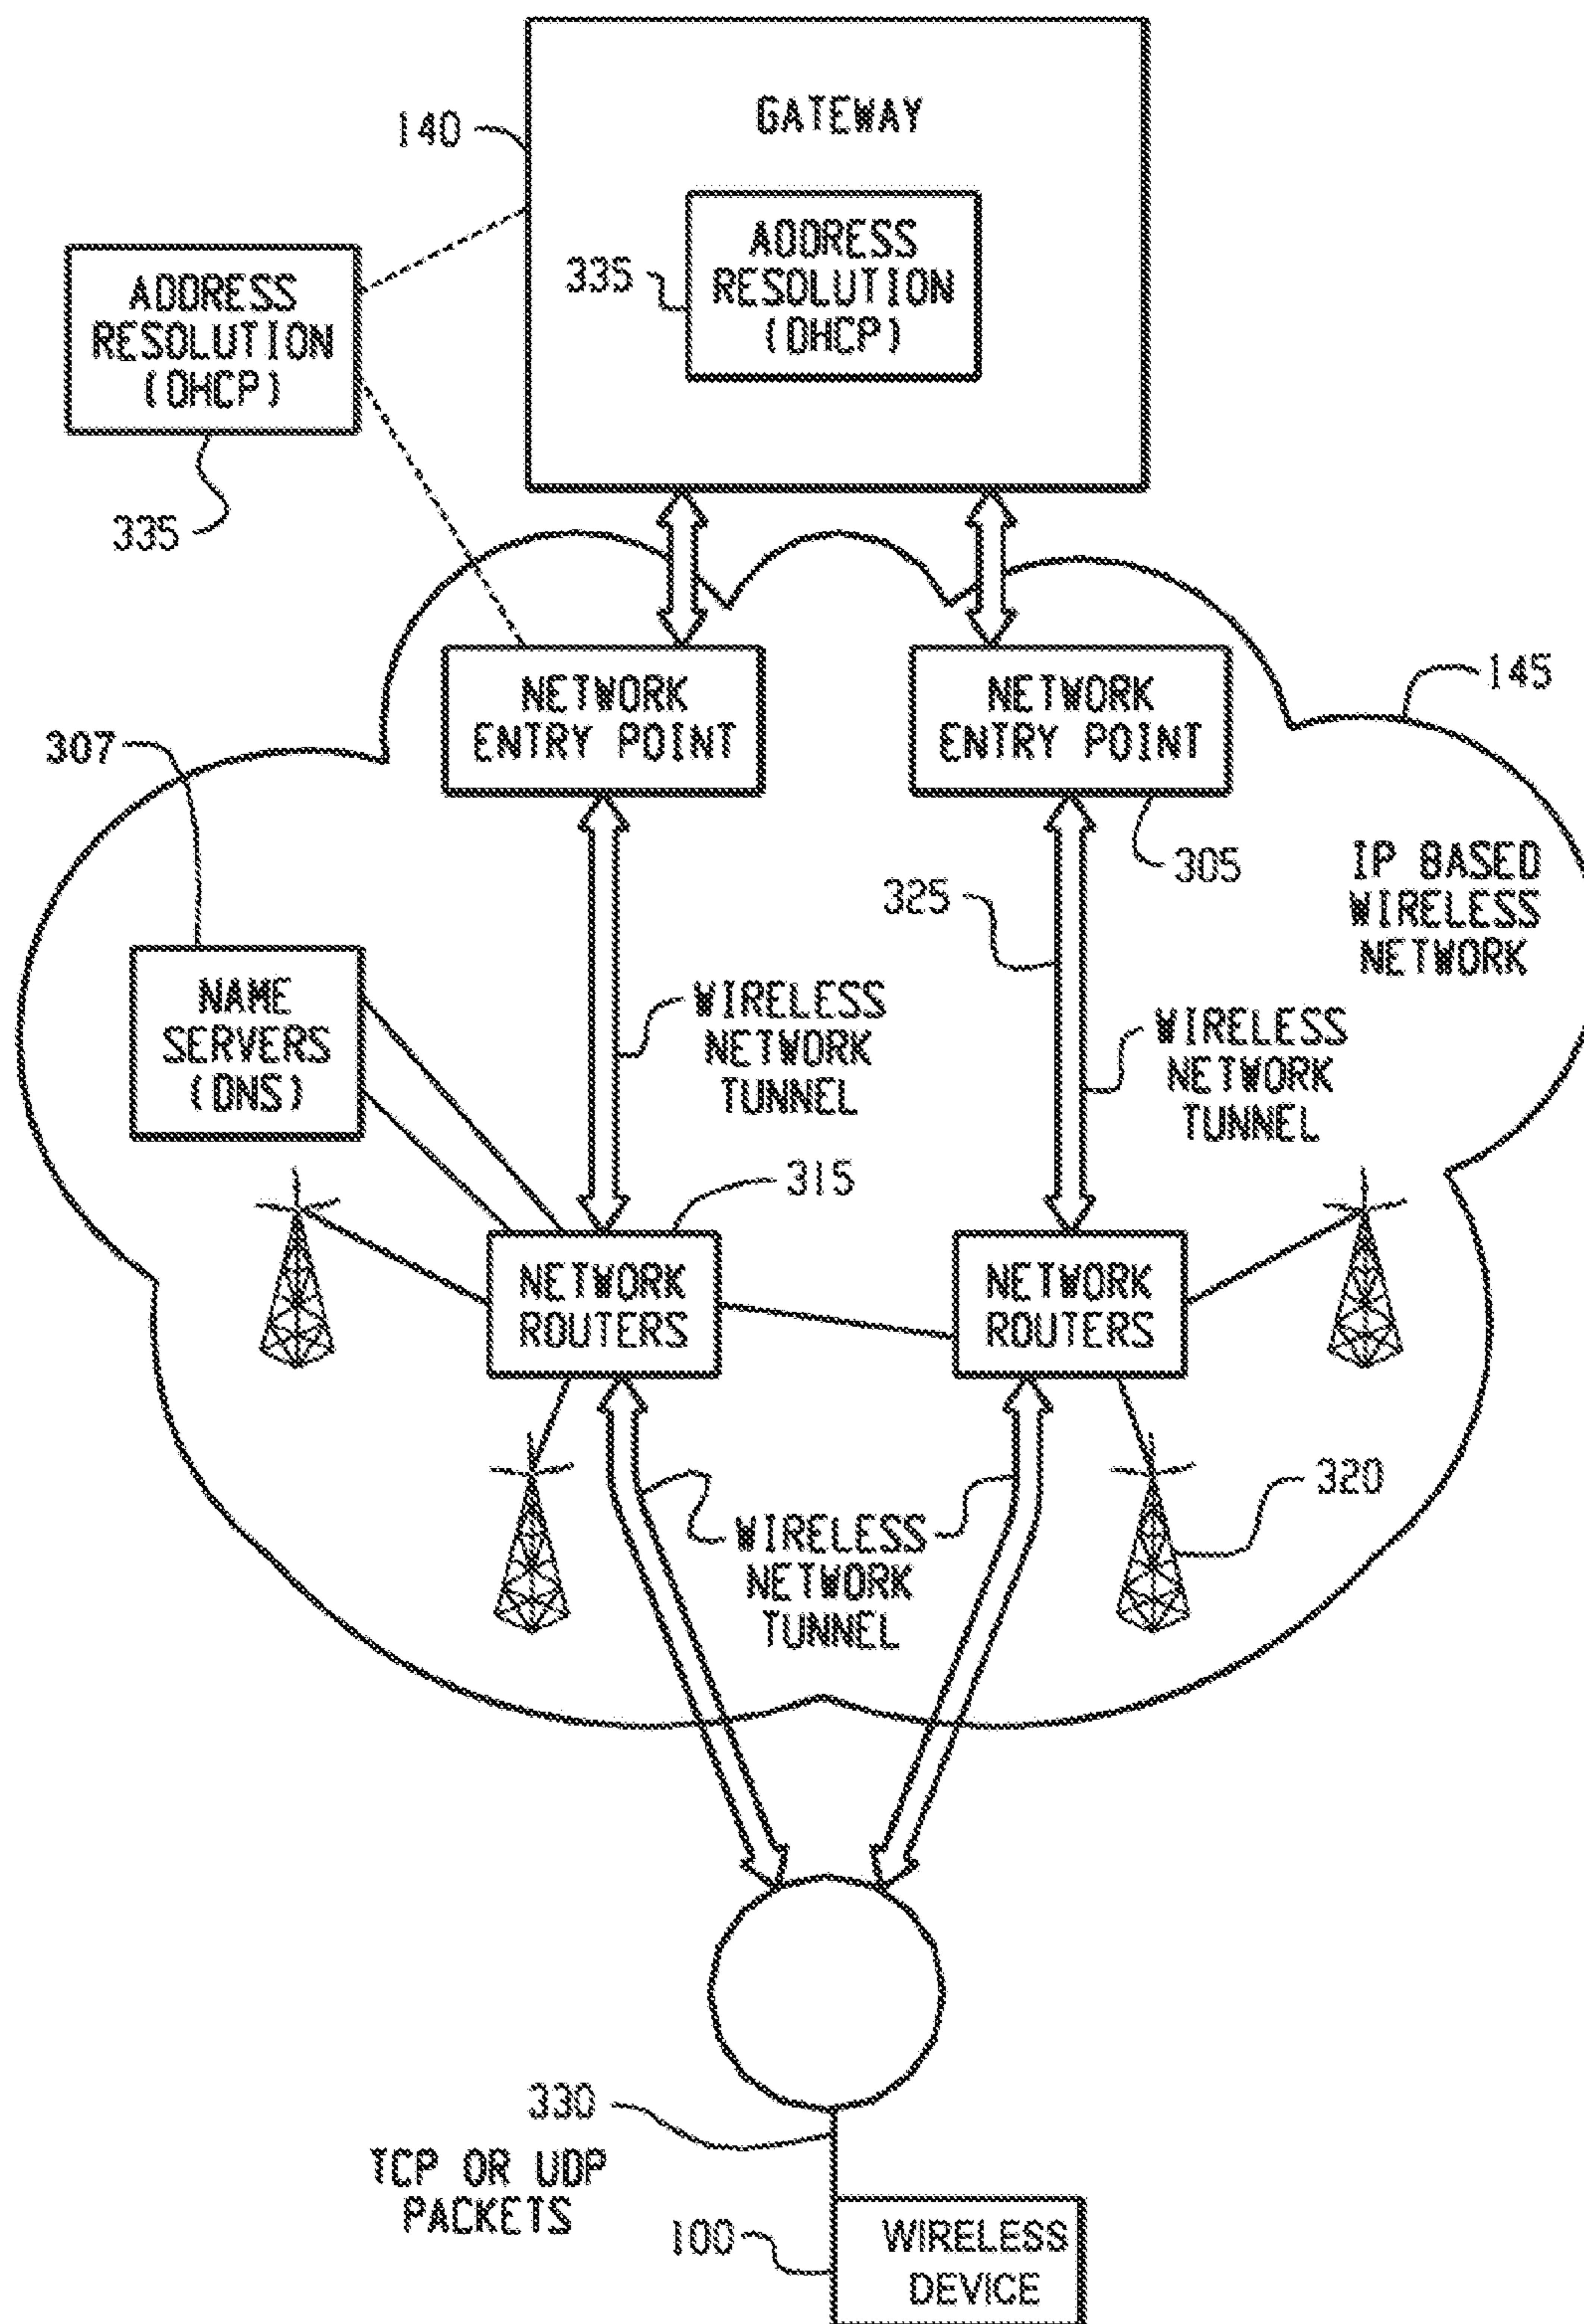 GATEWAY
140
ADDRESS
RESOLUTION
(DHCP)
335
ADDRESS
RESOLUTION
(DHCP)
335
NETWORK
ENTRY POINT
NETWORK
ENTRY POINT
145
307
305
325
IP BASED
WIRELESS
NETWORK
NAME
SERVERS
(DNS)
WIRELESS
NETWORK
TUNNEL
WIRELESS
NETWORK
TUNNEL
315
NETWORK
ROUTERS
NETWORK
ROUTERS
320
WIRELESS
NETWORK
TUNNEL
330
TCP OR UDP
PACKETS
100
WIRELESS
DEVICE